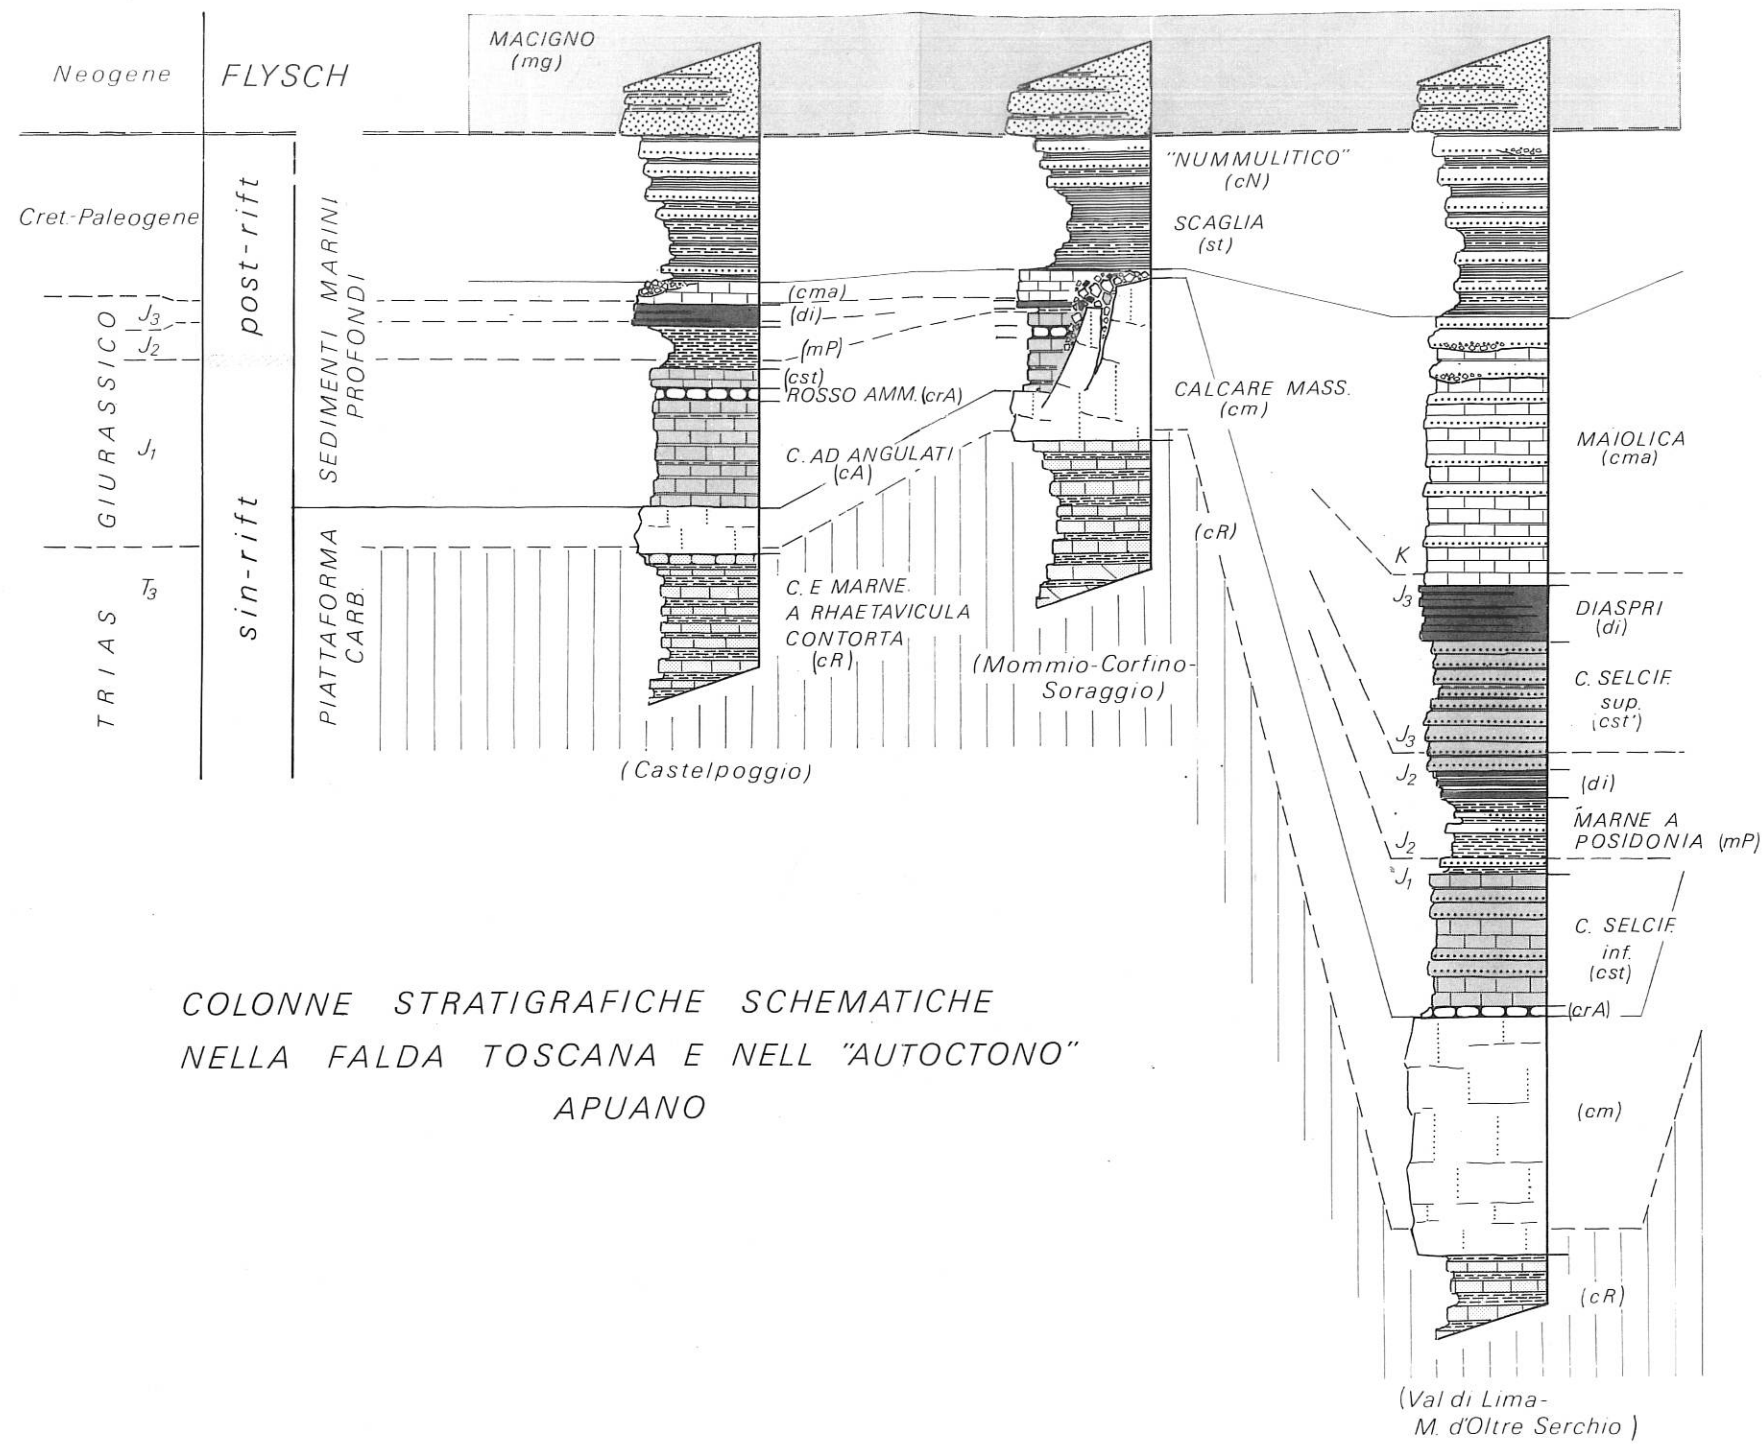 Neogene
FLYSCH
MACIGNO
(mg)
Cret.-Paleogene
post-rift
SEDIMENTI MARINI
PROFONDI
"NUMMULITICO"
(cN)
SCAGLIA
(st)
GIURASSICO
J3
J2
J1
(cma)
(di)
(mP)
(cst)
ROSSO AMM. (crA)
C. AD ANGULATI
(cA)
CALCARE MASS.
(cm)
(cR)
sin-rift
PIATTAFORMA
CARB.
TRIAS
T3
C. E MARNE
A RHAETAVICULA
CONTORTA
(cR)
(Castelpoggio)
(Mommio-Corfino-
Soraggio)
MAIOLICA
(cma)
K
J3
DIASPRI
(di)
C. SELCIF.
sup.
(cst')
J3
J2
(di)
MARNE A
POSIDONIA (mP)
J2
J1
C. SELCIF.
inf.
(cst)
(crA)
(cm)
(cR)
(Val di Lima-
M. d'Oltre Serchio)
COLONNE STRATIGRAFICHE SCHEMATICHE
NELLA FALDA TOSCANA E NELL "AUTOCTONO"
APUANO